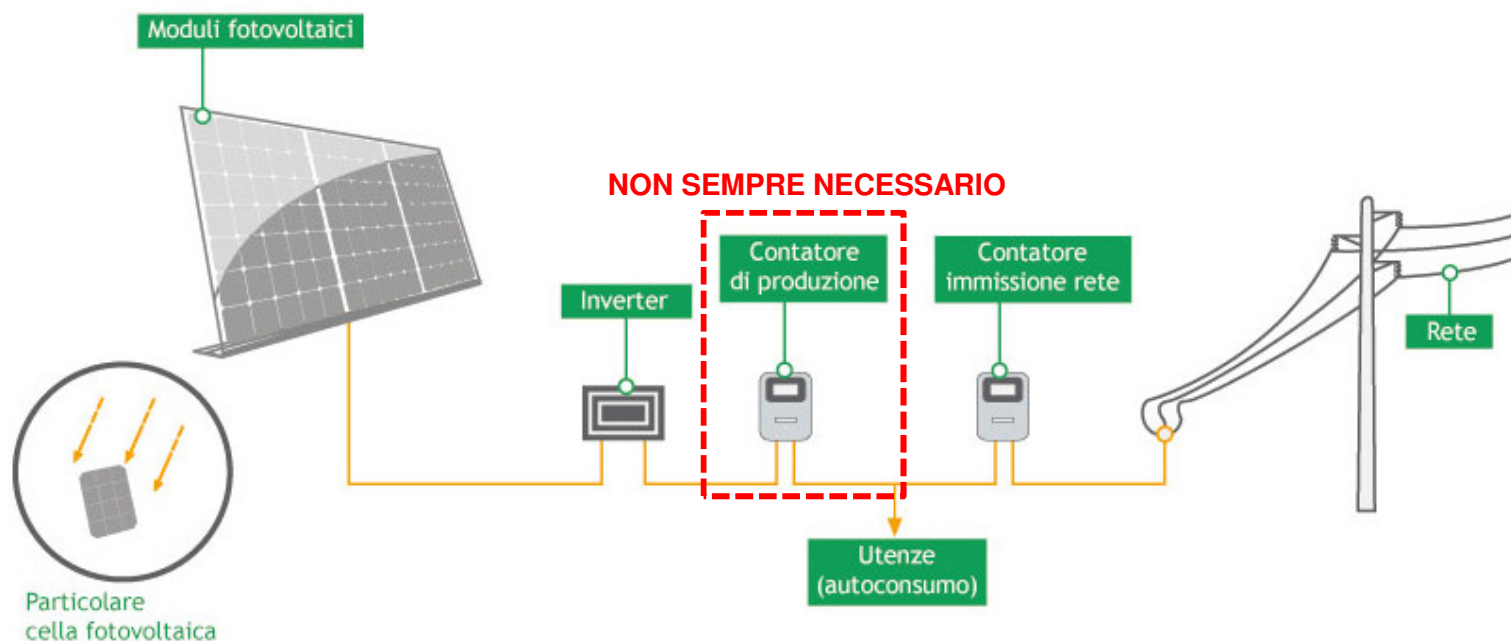 Moduli fotovoltaici
NON SEMPRE NECESSARIO
Contatore
di produzione
Contatore
immissione rete
Inverter
Rete
Utenze
(autoconsumo)
Particolare
cella fotovoltaica